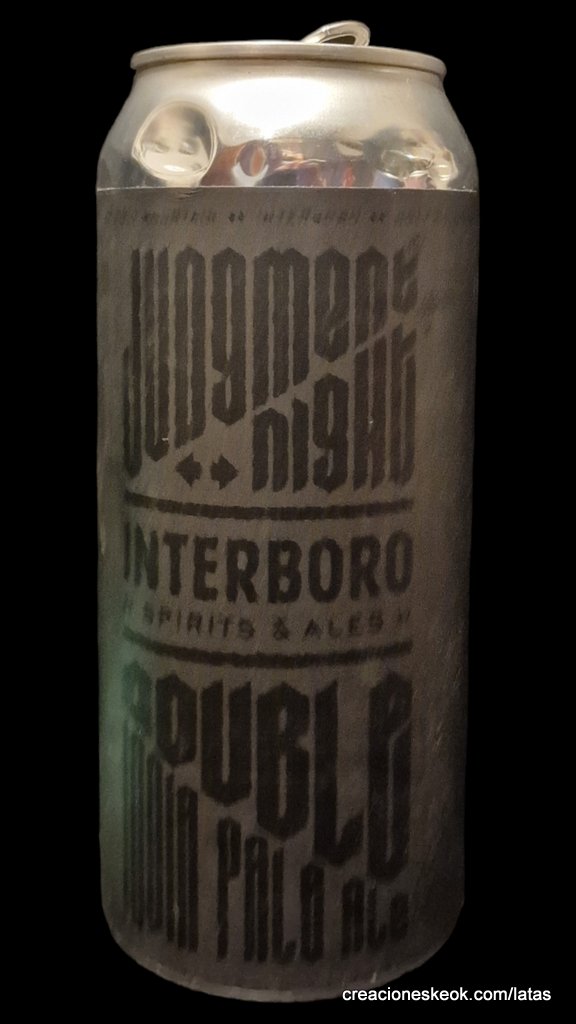 Judgment
night
INTERBORO
SPIRITS & ALES
DOUBLE
INDIA PALE ALE
creacioneskeok.com/latas